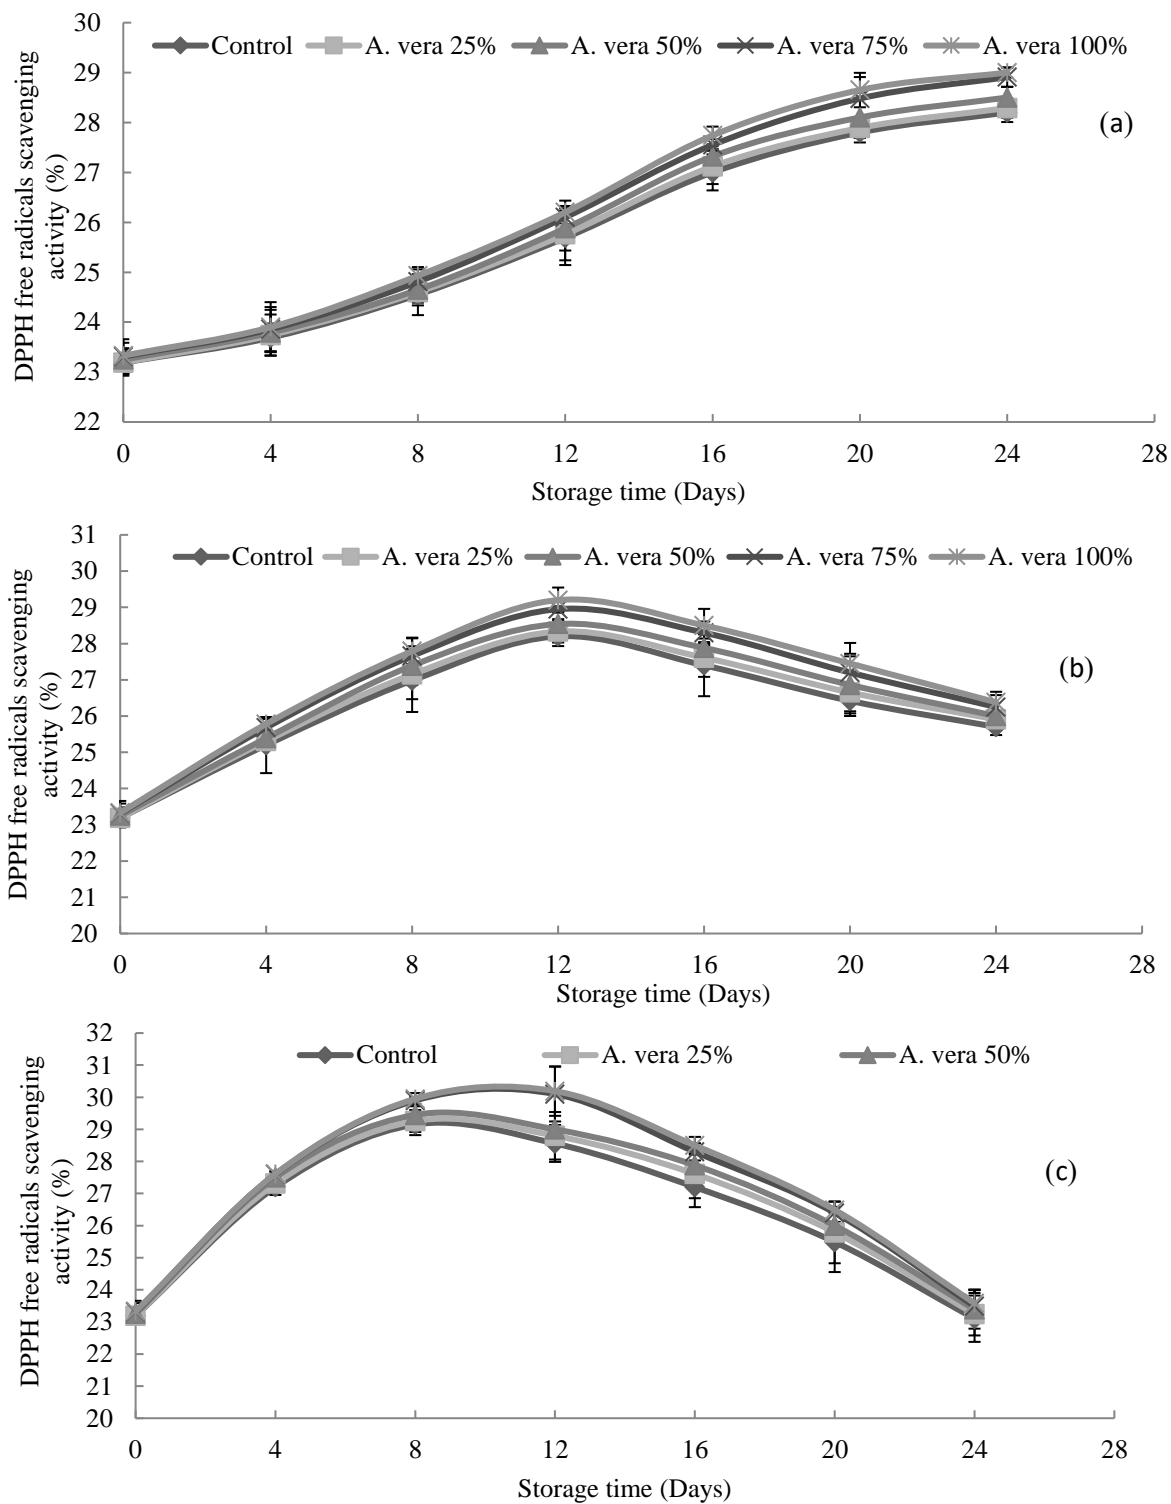 DPPH free radicals scavenging
activity (%)
30
29
28
27
26
25
24
23
22
Control A. vera 25% A. vera 50% A. vera 75% A. vera 100%
(a)
0 4 8 12 16 20 24 28
Storage time (Days)
DPPH free radicals scavenging
activity (%)
31
30
29
28
27
26
25
24
23
22
21
20
Control A. vera 25% A. vera 50% A. vera 75% A. vera 100%
(b)
0 4 8 12 16 20 24 28
Storage time (Days)
DPPH free radicals scavenging
activity (%)
32
31
30
29
28
27
26
25
24
23
22
21
20
Control A. vera 25% A. vera 50%
(c)
0 4 8 12 16 20 24 28
Storage time (Days)